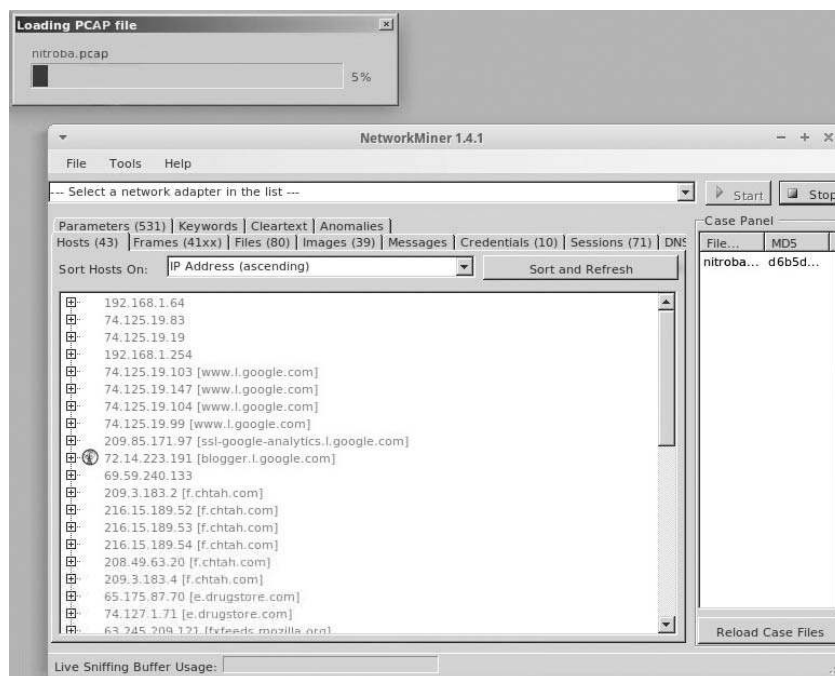 Loading PCAP file
nitroba.pcap
5%
NetworkMiner 1.4.1
File Tools Help
--- Select a network adapter in the list ---
Start
Stop
Parameters (531) Keywords Cleartext Anomalies
Hosts (43) Frames (41xx) Files (80) Images (39) Messages Credentials (10) Sessions (71) DNS
Sort Hosts On: IP Address (ascending) Sort and Refresh
192.168.1.64
74.125.19.83
74.125.19.19
192.168.1.254
74.125.19.103 [www.l.google.com]
74.125.19.147 [www.l.google.com]
74.125.19.104 [www.l.google.com]
74.125.19.99 [www.l.google.com]
209.85.171.97 [ssl-google-analytics.l.google.com]
72.14.223.191 [blogger.l.google.com]
69.59.240.133
209.3.183.2 [f.chtah.com]
216.15.189.52 [f.chtah.com]
216.15.189.53 [f.chtah.com]
216.15.189.54 [f.chtah.com]
208.49.63.20 [f.chtah.com]
209.3.183.4 [f.chtah.com]
65.175.87.70 [e.drugstore.com]
74.127.1.71 [e.drugstore.com]
63.245.209.121 [fxfeeds.mozilla.org]
Case Panel
File... MD5
nitroba... d6b5d...
Reload Case Files
Live Sniffing Buffer Usage: